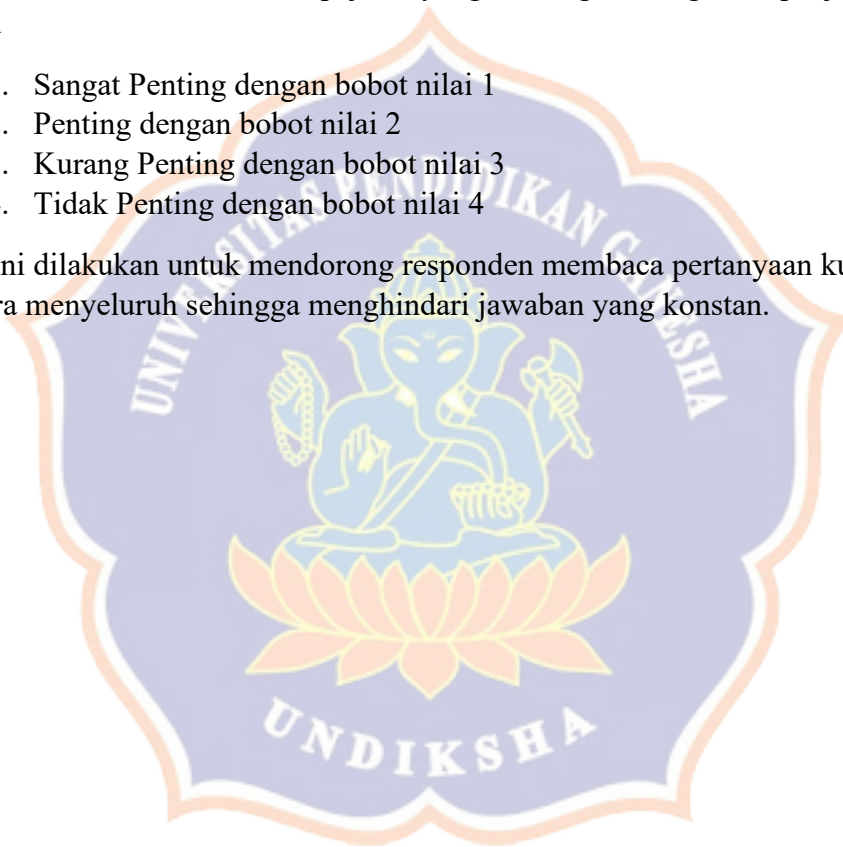 . Sangat Penting dengan bobot nilai 1
. Penting dengan bobot nilai 2
. Kurang Penting dengan bobot nilai 3
. Tidak Penting dengan bobot nilai 4
ni dilakukan untuk mendorong responden membaca pertanyaan ku
ra menyeluruh sehingga menghindari jawaban yang konstan.
UNIVERSITAS PENDIDIKAN GANESHA
UNDIKSHA